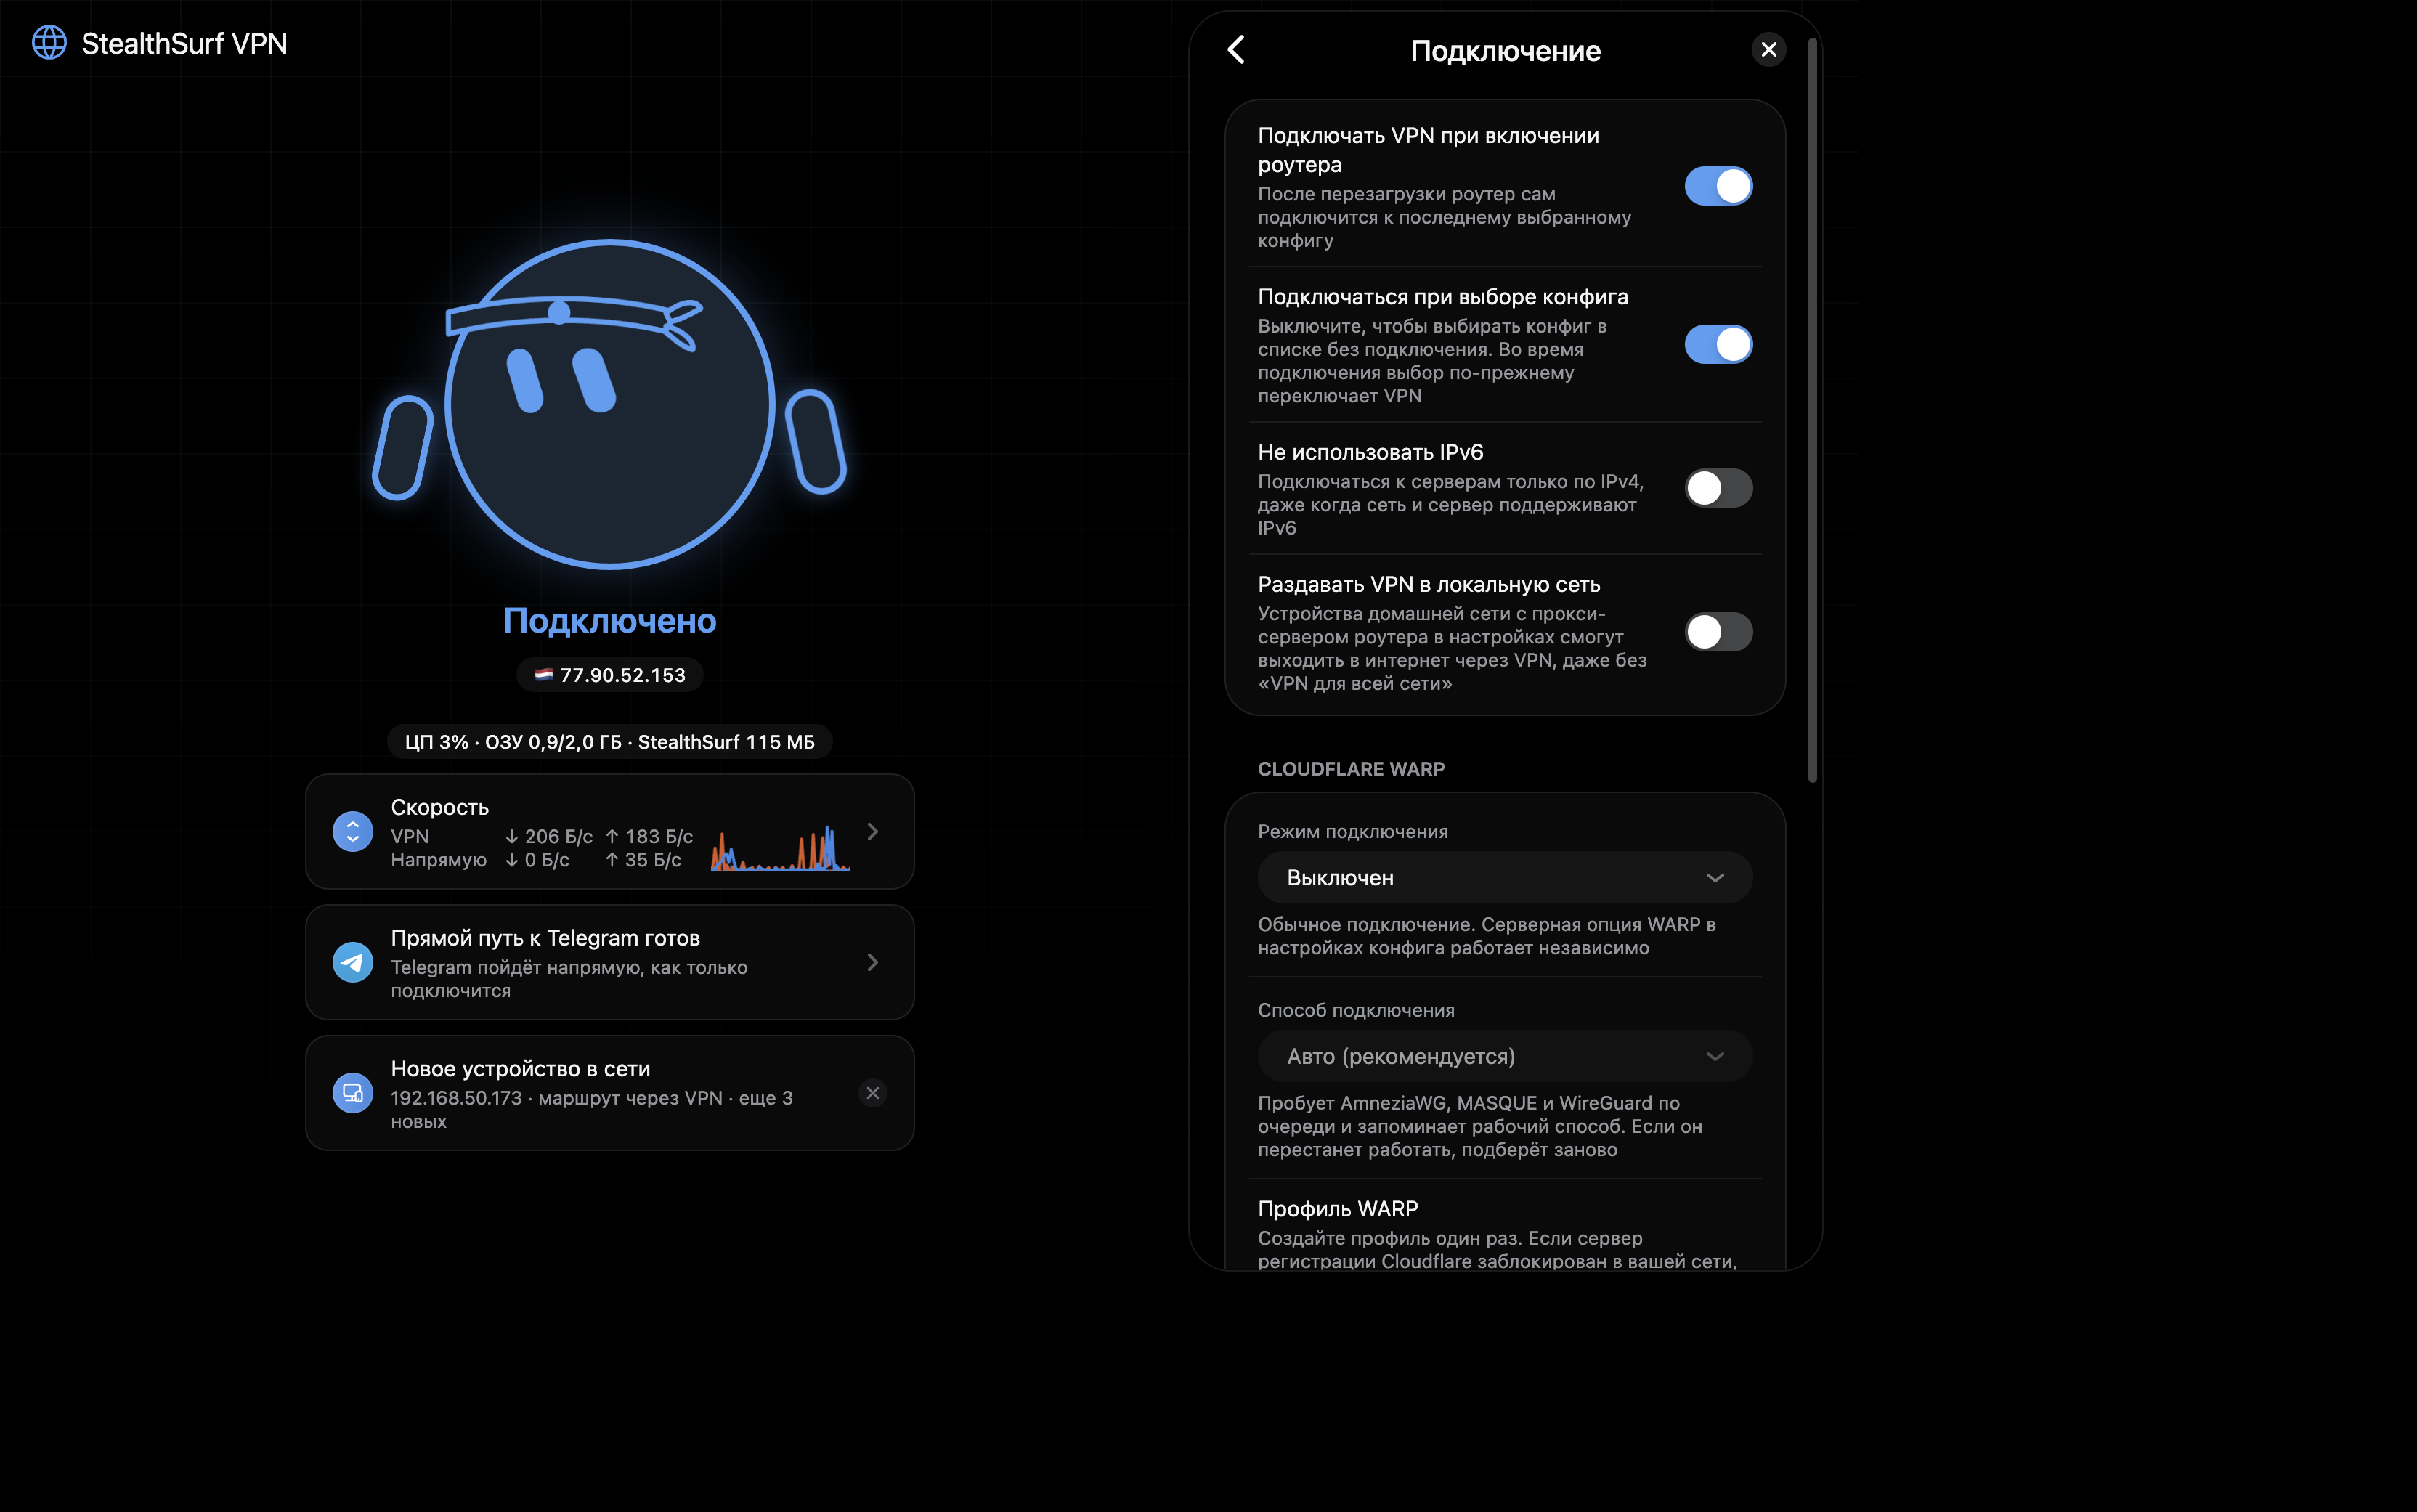 StealthSurf VPN
Подключено
77.90.52.153
ЦП 3% · ОЗУ 0,9/2,0 ГБ · StealthSurf 115 МБ
Скорость
VPN ↓ 206 Б/с ↑ 183 Б/с
Напрямую ↓ 0 Б/с ↑ 35 Б/с
Прямой путь к Telegram готов
Telegram пойдёт напрямую, как только
подключится
Новое устройство в сети
192.168.50.173 · маршрут через VPN · еще 3
новых
Подключение
Подключать VPN при включении
роутера
После перезагрузки роутер сам
подключится к последнему выбранному
конфигу
Подключаться при выборе конфига
Выключите, чтобы выбирать конфиг в
списке без подключения. Во время
подключения выбор по-прежнему
переключает VPN
Не использовать IPv6
Подключаться к серверам только по IPv4,
даже когда сеть и сервер поддерживают
IPv6
Раздавать VPN в локальную сеть
Устройства домашней сети с прокси-
сервером роутера в настройках смогут
выходить в интернет через VPN, даже без
«VPN для всей сети»
CLOUDFLARE WARP
Режим подключения
Выключен
Обычное подключение. Серверная опция WARP в
настройках конфига работает независимо
Способ подключения
Авто (рекомендуется)
Пробует AmneziaWG, MASQUE и WireGuard по
очереди и запоминает рабочий способ. Если он
перестанет работать, подберёт заново
Профиль WARP
Создайте профиль один раз. Если сервер
регистрации Cloudflare заблокирован в вашей сети,